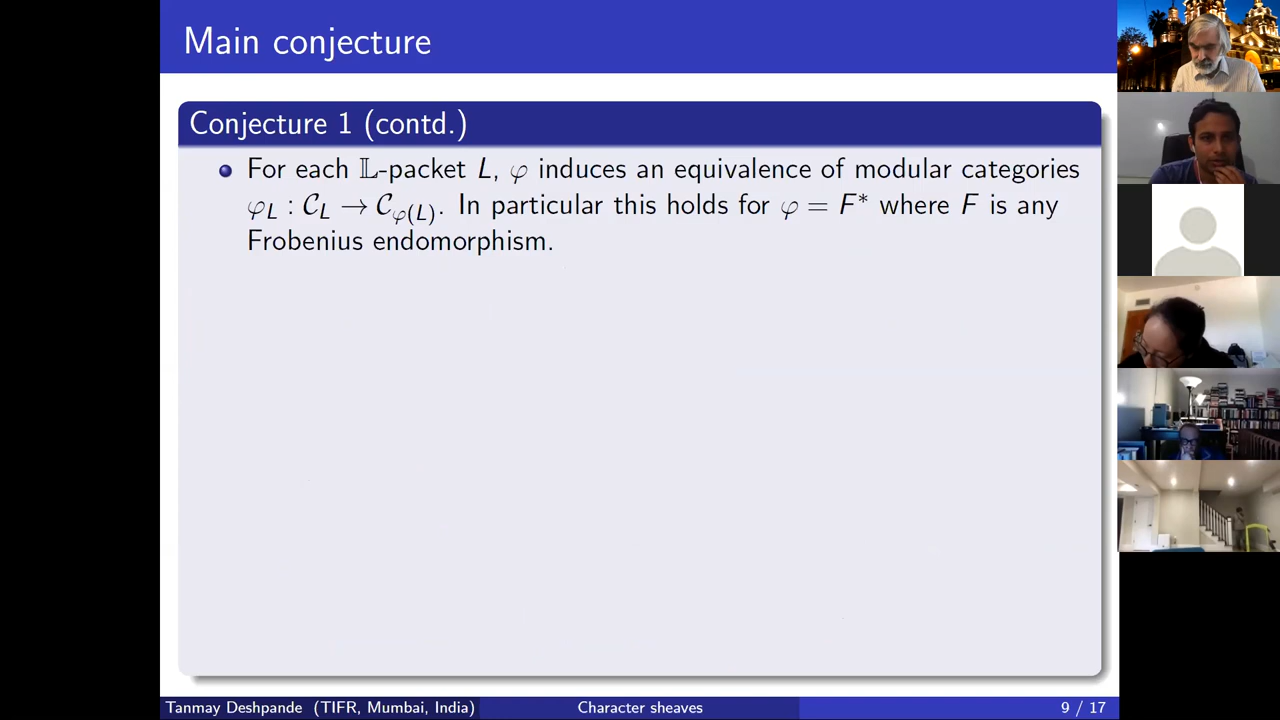 Main conjecture
Conjecture 1 (contd.)
For each 𝕃-packet L, φ induces an equivalence of modular categories
φ_L : 𝒞_L → 𝒞_φ(L). In particular this holds for φ = F* where F is any
Frobenius endomorphism.
Tanmay Deshpande (TIFR, Mumbai, India) Character sheaves 9 / 17